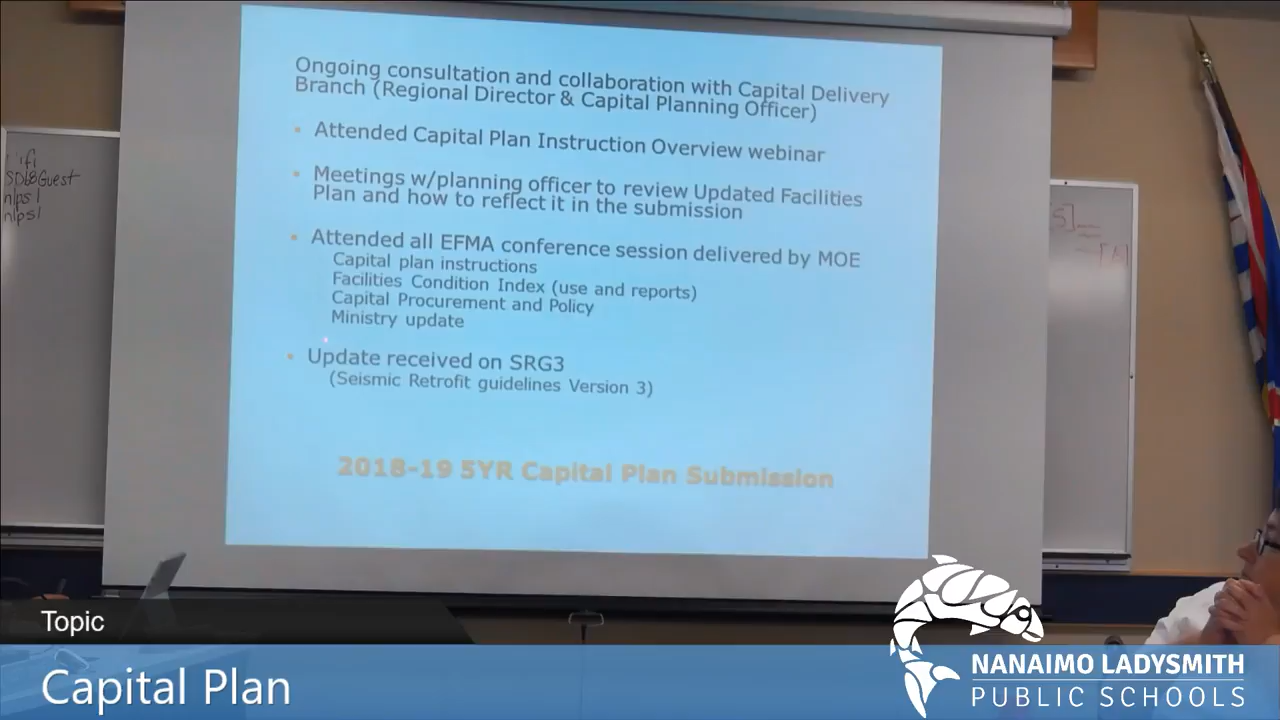 Ongoing consultation and collaboration with Capital Delivery
Branch (Regional Director & Capital Planning Officer)
Attended Capital Plan Instruction Overview webinar
Meetings w/planning officer to review Updated Facilities
Plan and how to reflect it in the submission
Attended all EFMA conference session delivered by MOE
Capital plan instructions
Facilities Condition Index (use and reports)
Capital Procurement and Policy
Ministry update
Update received on SRG3
(Seismic Retrofit guidelines Version 3)
2018-19 5YR Capital Plan Submission
SD68Guest
nlps1
nlps1
Topic
Capital Plan
NANAIMO LADYSMITH
PUBLIC SCHOOLS